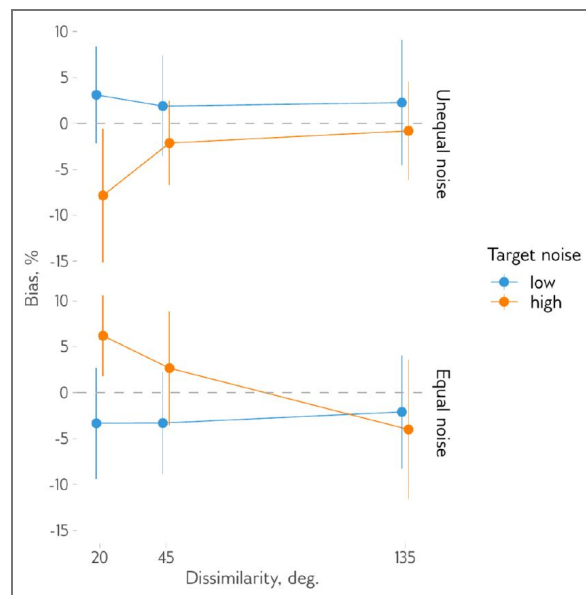 10
5
0
-5
-10
-15
Unequal noise
Bias, %
10
5
0
-5
-10
-15
Equal noise
20 45 135
Dissimilarity, deg.
Target noise
low
high